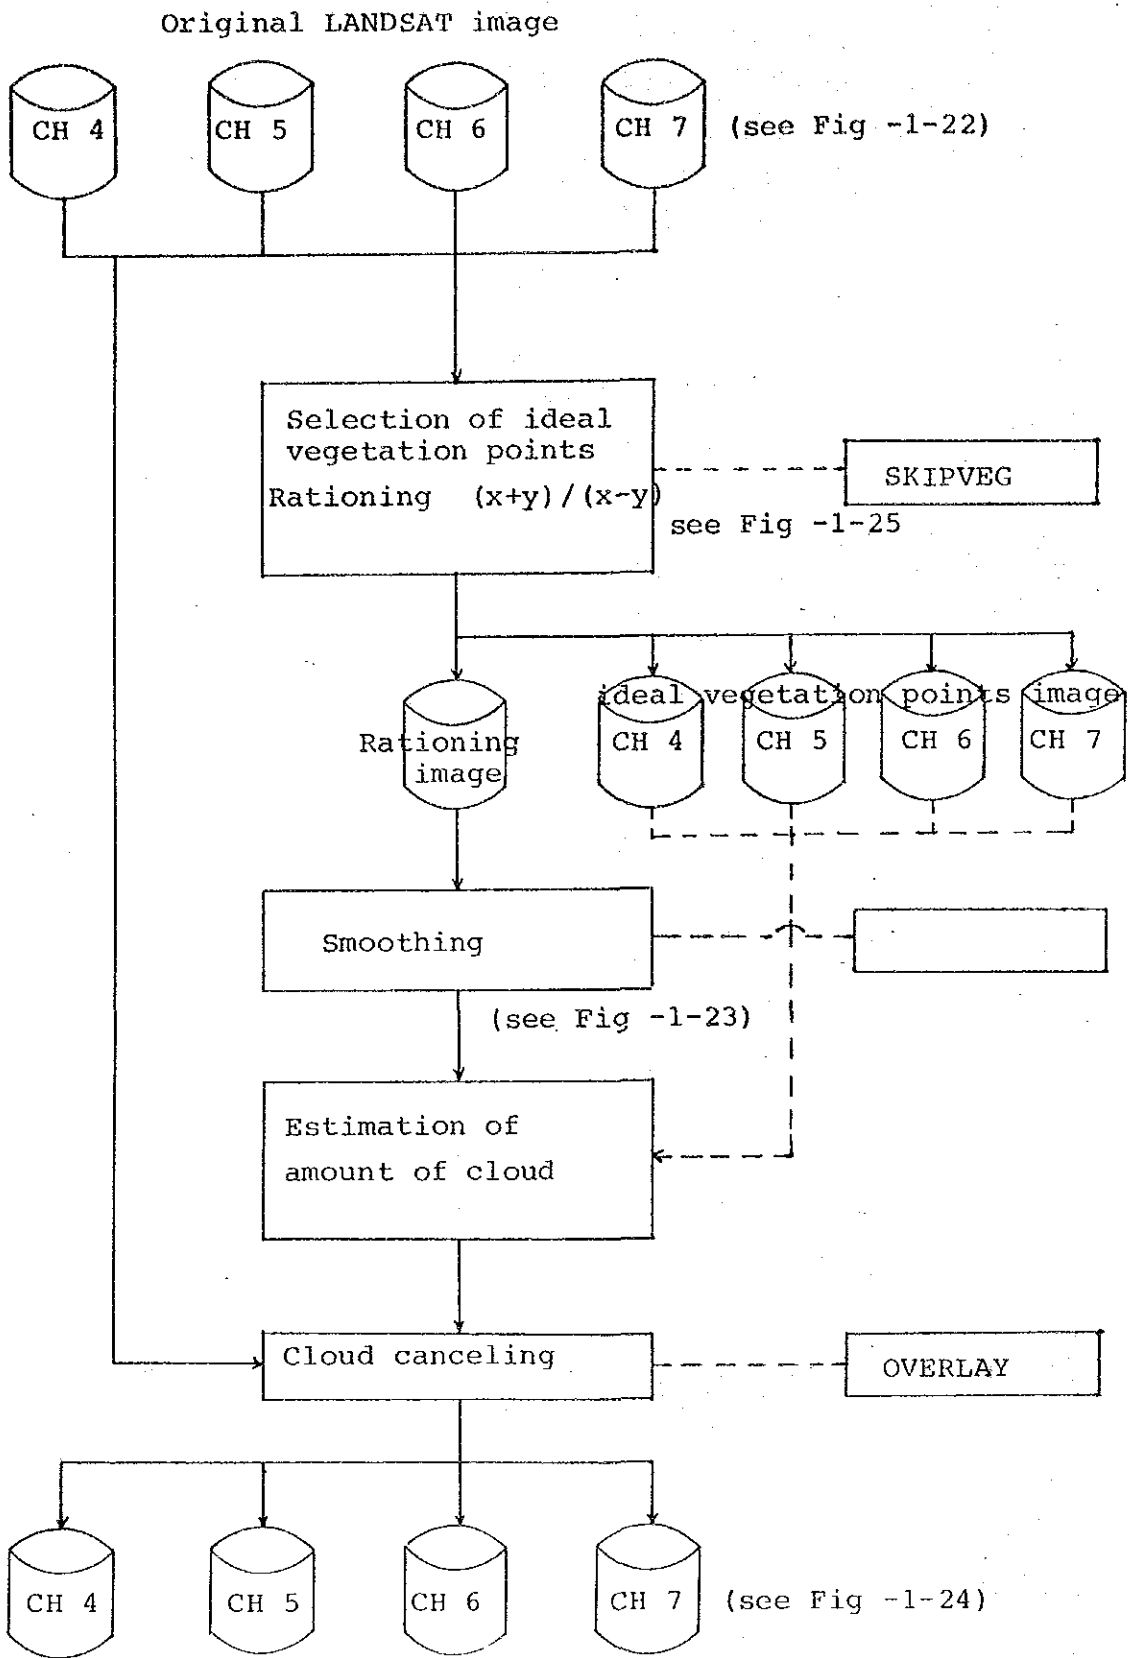 Original LANDSAT image
CH 4
CH 5
CH 6
CH 7
(see Fig -1-22)
Selection of ideal
vegetation points
Rationing (x+y)/(x-y)
SKIPVEG
see Fig -1-25
ideal vegetation points image
Rationing
image
CH 4
CH 5
CH 6
CH 7
Smoothing
(see Fig -1-23)
Estimation of
amount of cloud
Cloud canceling
OVERLAY
CH 4
CH 5
CH 6
CH 7
(see Fig -1-24)